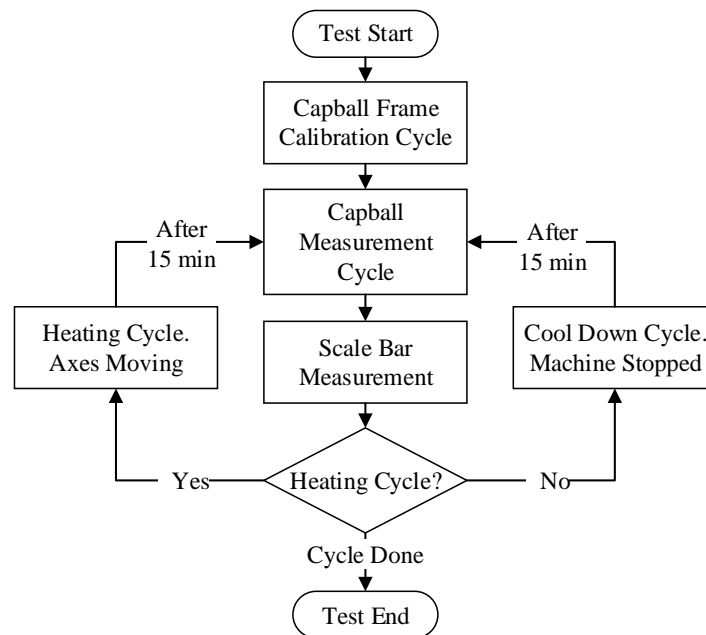 Test Start
Capball Frame
Calibration Cycle
Capball
Measurement
Cycle
After
15 min
After
15 min
Heating Cycle.
Axes Moving
Scale Bar
Measurement
Cool Down Cycle.
Machine Stopped
Yes
Heating Cycle?
No
Cycle Done
Test End